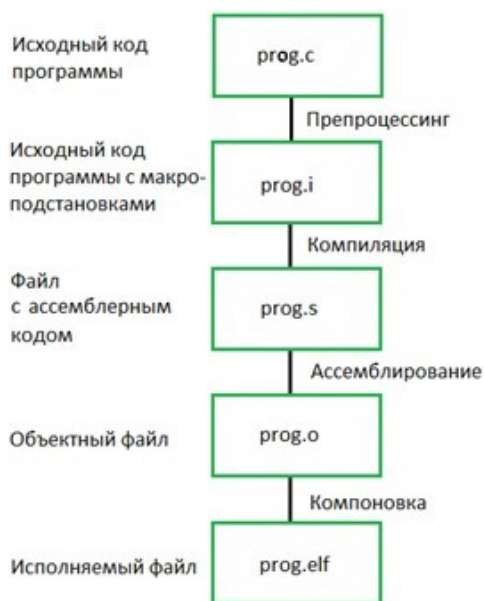 Исходный код
программы
prog.c
Препроцессинг
Исходный код
программы с макро-
подстановками
prog.i
Компиляция
Файл
с ассемблерным
кодом
prog.s
Ассемблирование
Объектный файл
prog.o
Компоновка
Исполняемый файл
prog.elf